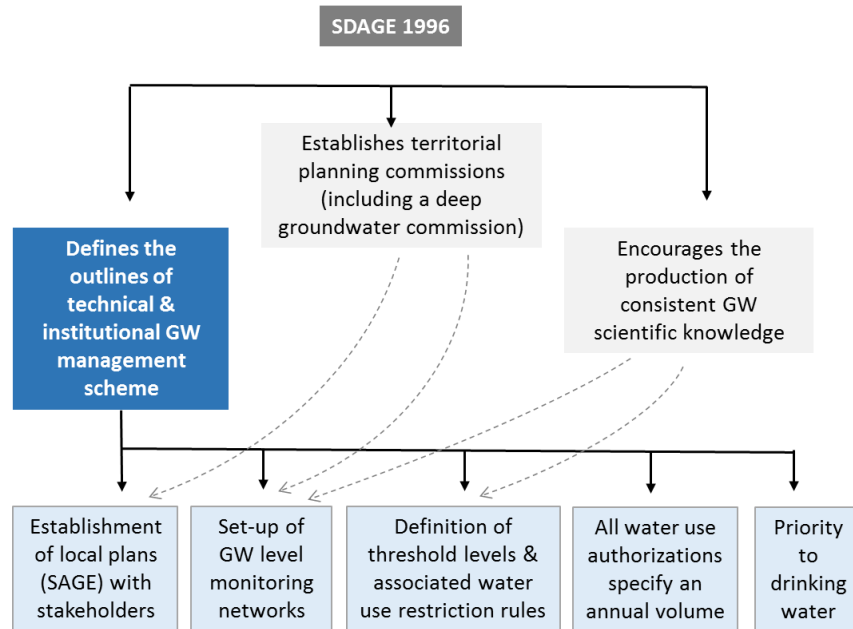 SDAGE 1996
Establishes territorial
planning commissions
(including a deep
groundwater commission)
Defines the
outlines of
technical &
institutional GW
management
scheme
Encourages the
production of
consistent GW
scientific knowledge
Establishment
of local plans
(SAGE) with
stakeholders
Set-up of
GW level
monitoring
networks
Definition of
threshold levels &
associated water
use restriction rules
All water use
authorizations
specify an
annual volume
Priority
to
drinking
water